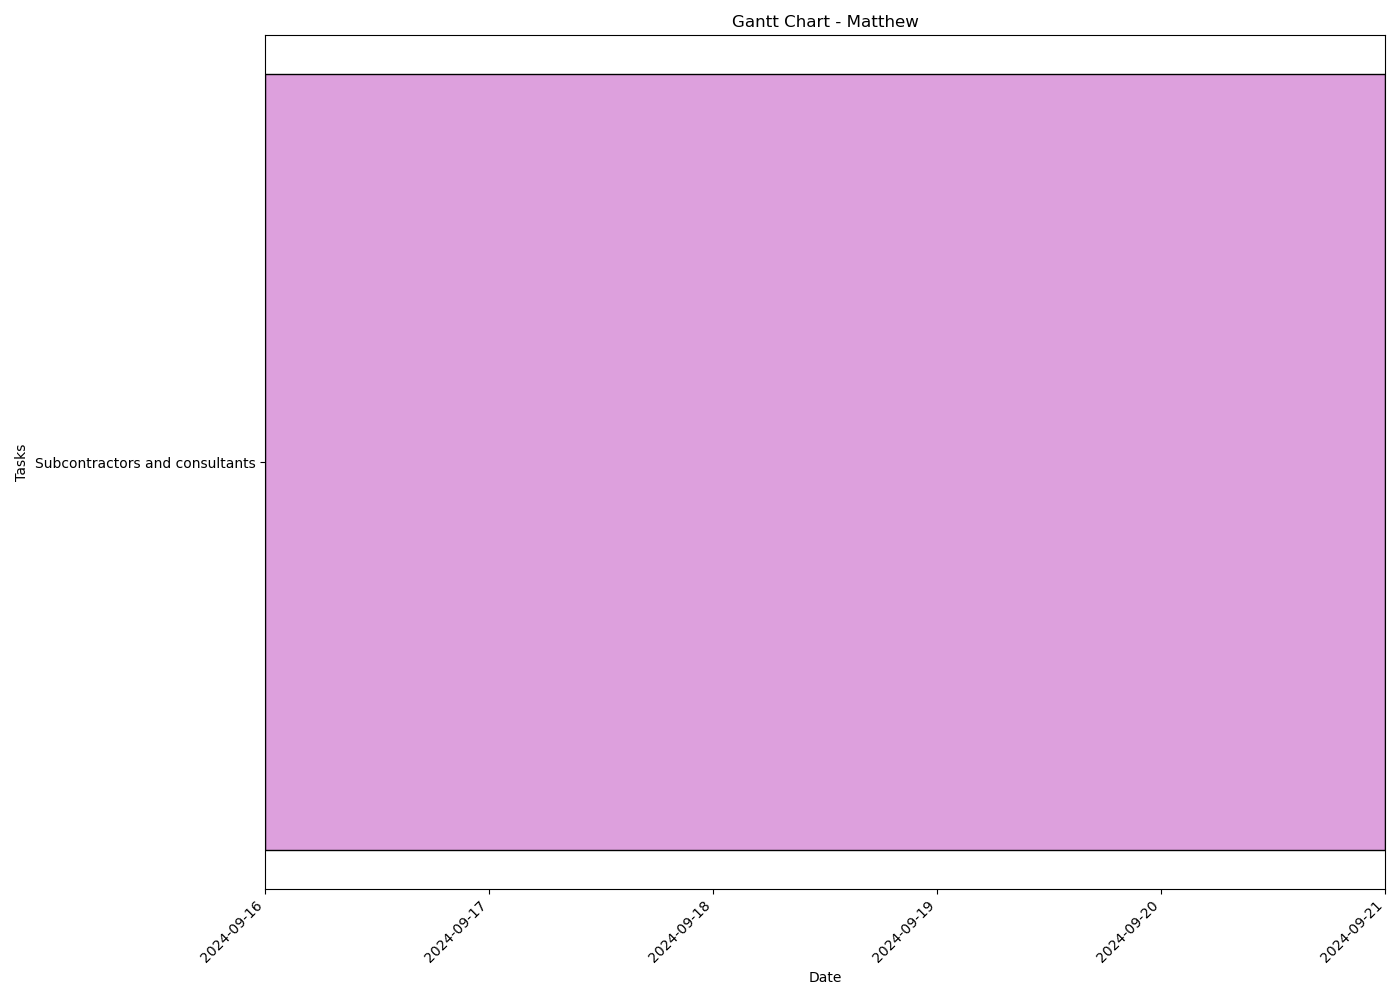 Gantt Chart - Matthew
Tasks
Subcontractors and consultants
2024-09-16
2024-09-17
2024-09-18
2024-09-19
2024-09-20
2024-09-21
Date